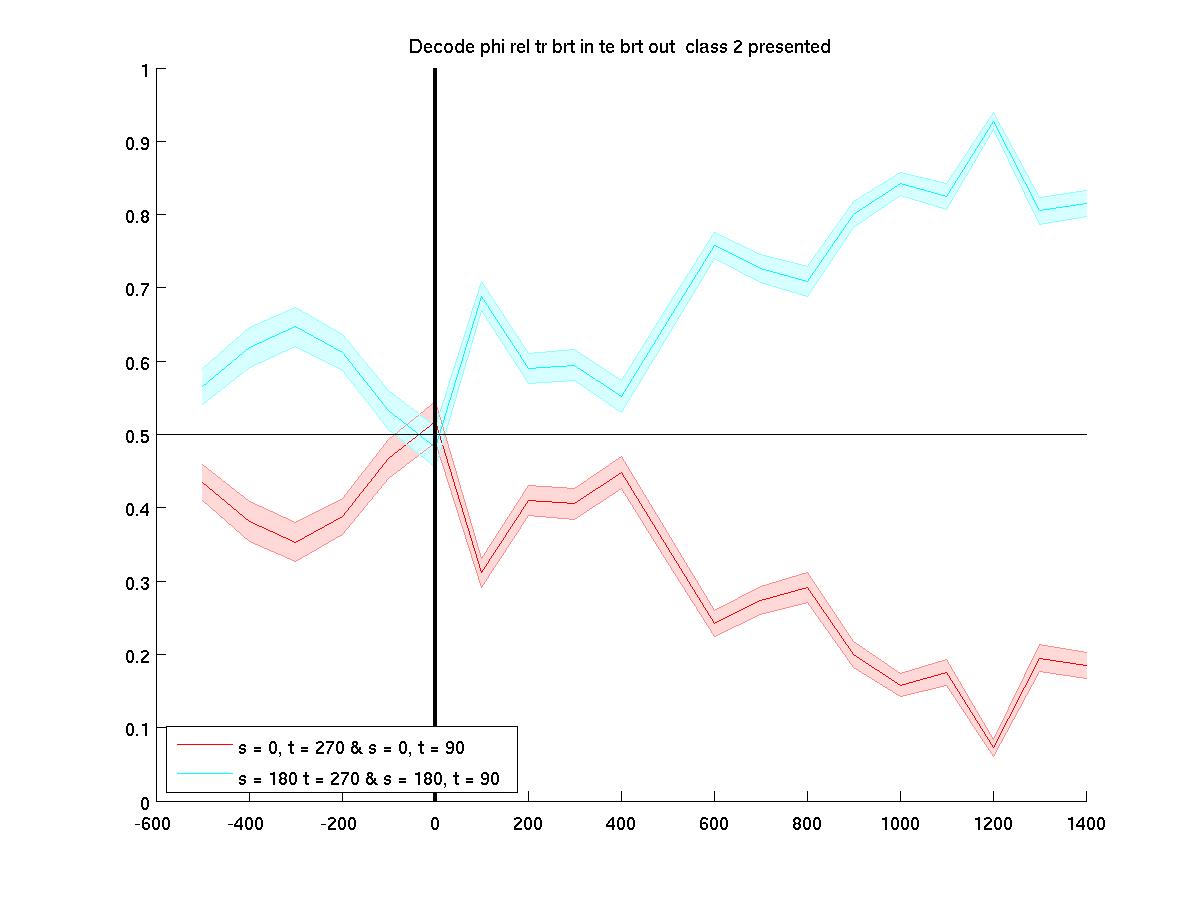 Decode phi rel tr brt in te brt out  class 2 presented
1
0.9
0.8
0.7
0.6
0.5
0.4
0.3
0.2
0.1
0
s = 0, t = 270 & s = 0, t = 90
s = 180 t = 270 & s = 180, t = 90
-600 -400 -200 0 200 400 600 800 1000 1200 1400